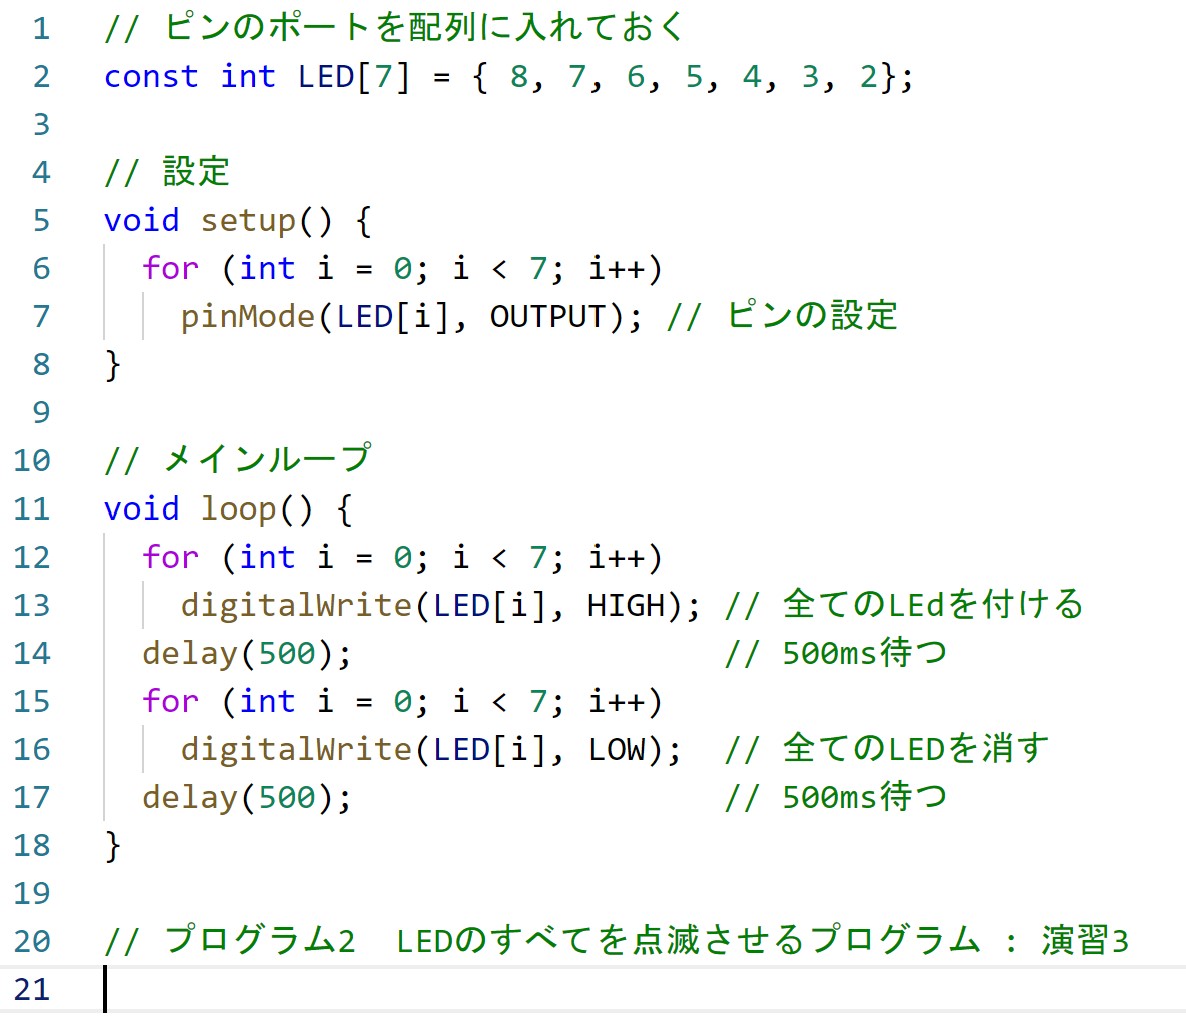 1 // ピンのポートを配列に入れておく
2 const int LED[7] = { 8, 7, 6, 5, 4, 3, 2};
3
4 // 設定
5 void setup() {
6   for (int i = 0; i < 7; i++)
7     pinMode(LED[i], OUTPUT); // ピンの設定
8 }
9
10 // メインループ
11 void loop() {
12   for (int i = 0; i < 7; i++)
13     digitalWrite(LED[i], HIGH); // 全てのLEdを付ける
14   delay(500);                   // 500ms待つ
15   for (int i = 0; i < 7; i++)
16     digitalWrite(LED[i], LOW);  // 全てのLEDを消す
17   delay(500);                   // 500ms待つ
18 }
19
20 // プログラム2　LEDのすべてを点滅させるプログラム : 演習3
21